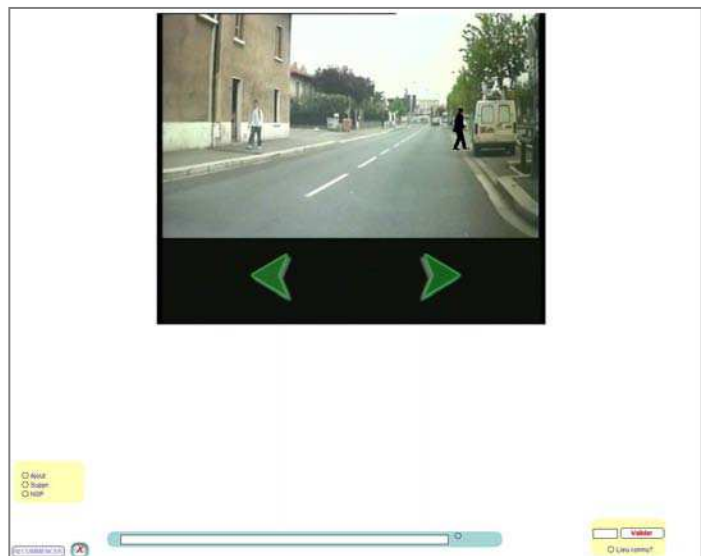 Ajout
Suppr
NSP
RECOMMENCER
X
Valider
Lieu connu?